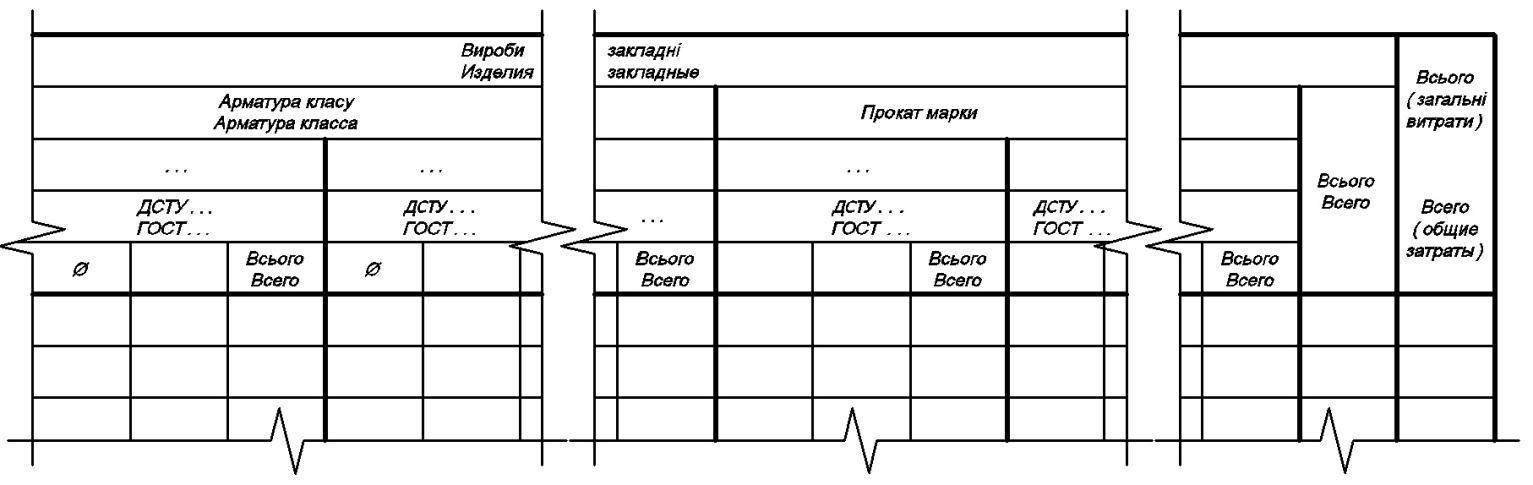 Вироби закладні
Изделия закладные
Всього
(загальні
витрати)
Всего
(общие
затраты)
Арматура класу
Арматура класса
Прокат марки
Всього
Всего
...
...
...
ДСТУ...
ГОСТ...
ДСТУ...
ГОСТ...
...
ДСТУ...
ГОСТ...
ДСТУ...
ГОСТ...
Ø
Всього
Всего
Ø
Всього
Всего
Всього
Всего
Всього
Всего